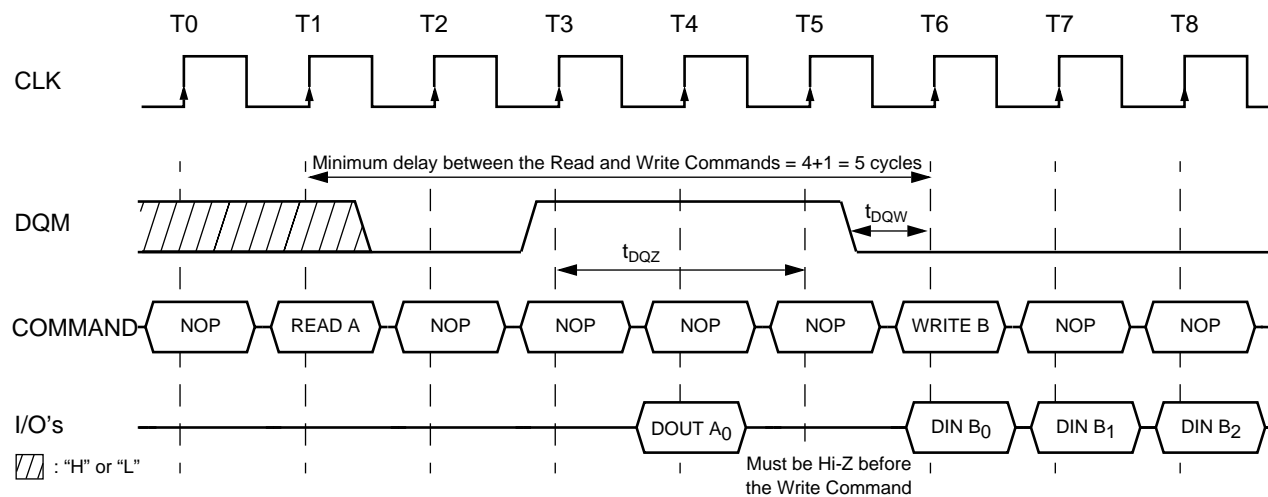 T0 T1 T2 T3 T4 T5 T6 T7 T8
CLK
Minimum delay between the Read and Write Commands = 4+1 = 5 cycles
DQM
tDQW
tDQZ
COMMAND NOP READ A NOP NOP NOP NOP WRITE B NOP NOP
I/O's DOUT A0 DIN B0 DIN B1 DIN B2
: “H” or “L”
Must be Hi-Z before
the Write Command